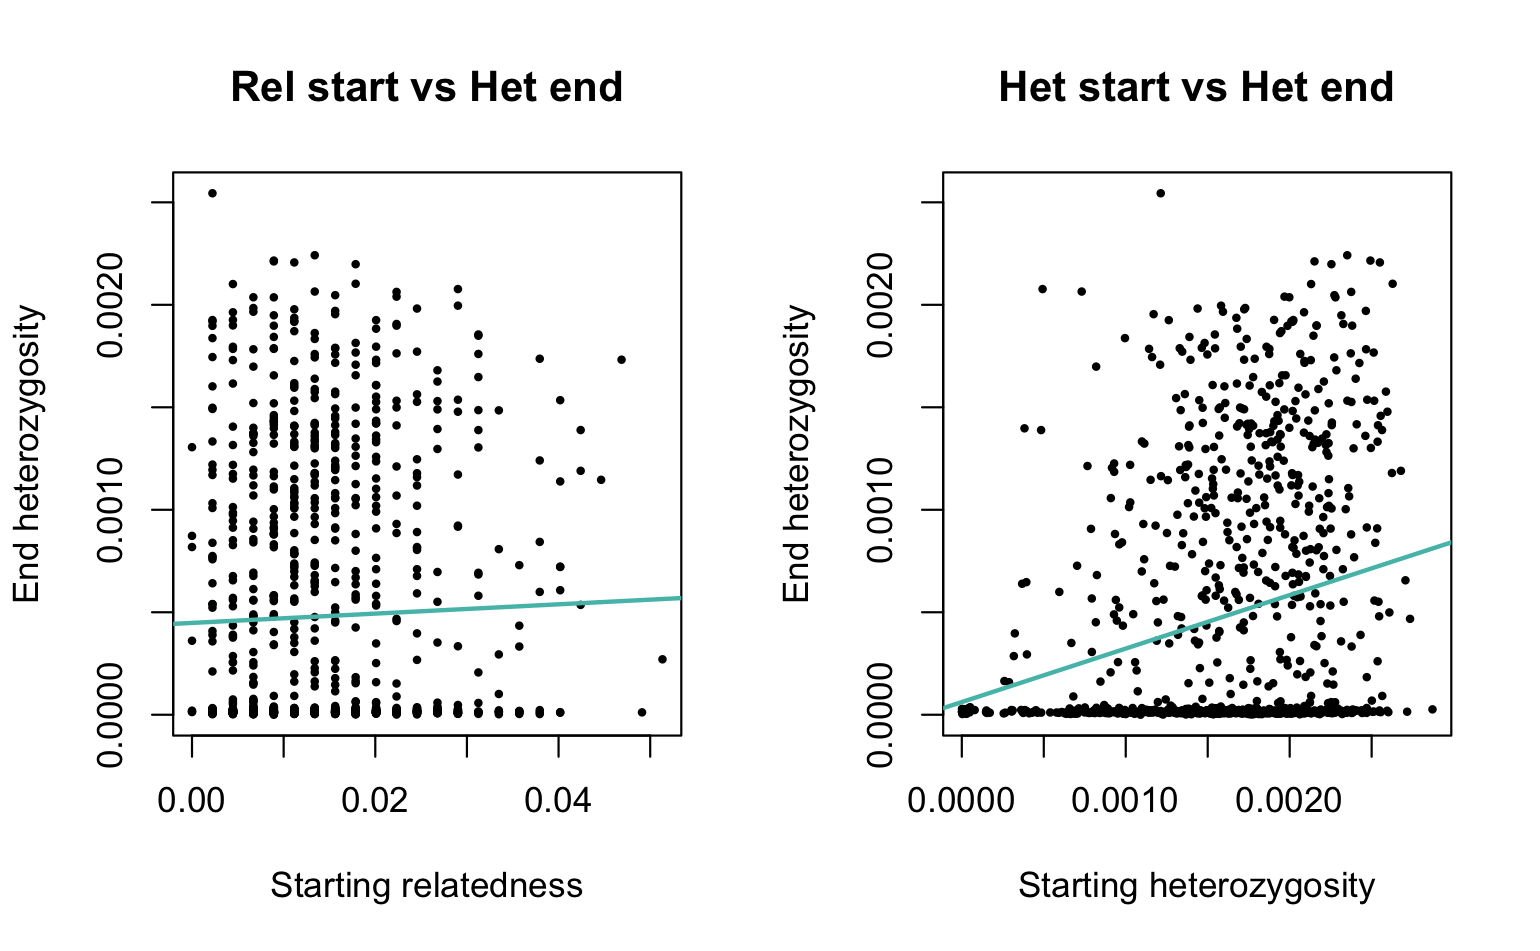 Rel start vs Het end
End heterozygosity
0.0000
0.0010
0.0020
0.00
0.02
0.04
Starting relatedness
Het start vs Het end
End heterozygosity
0.0000
0.0010
0.0020
0.0000
0.0010
0.0020
Starting heterozygosity